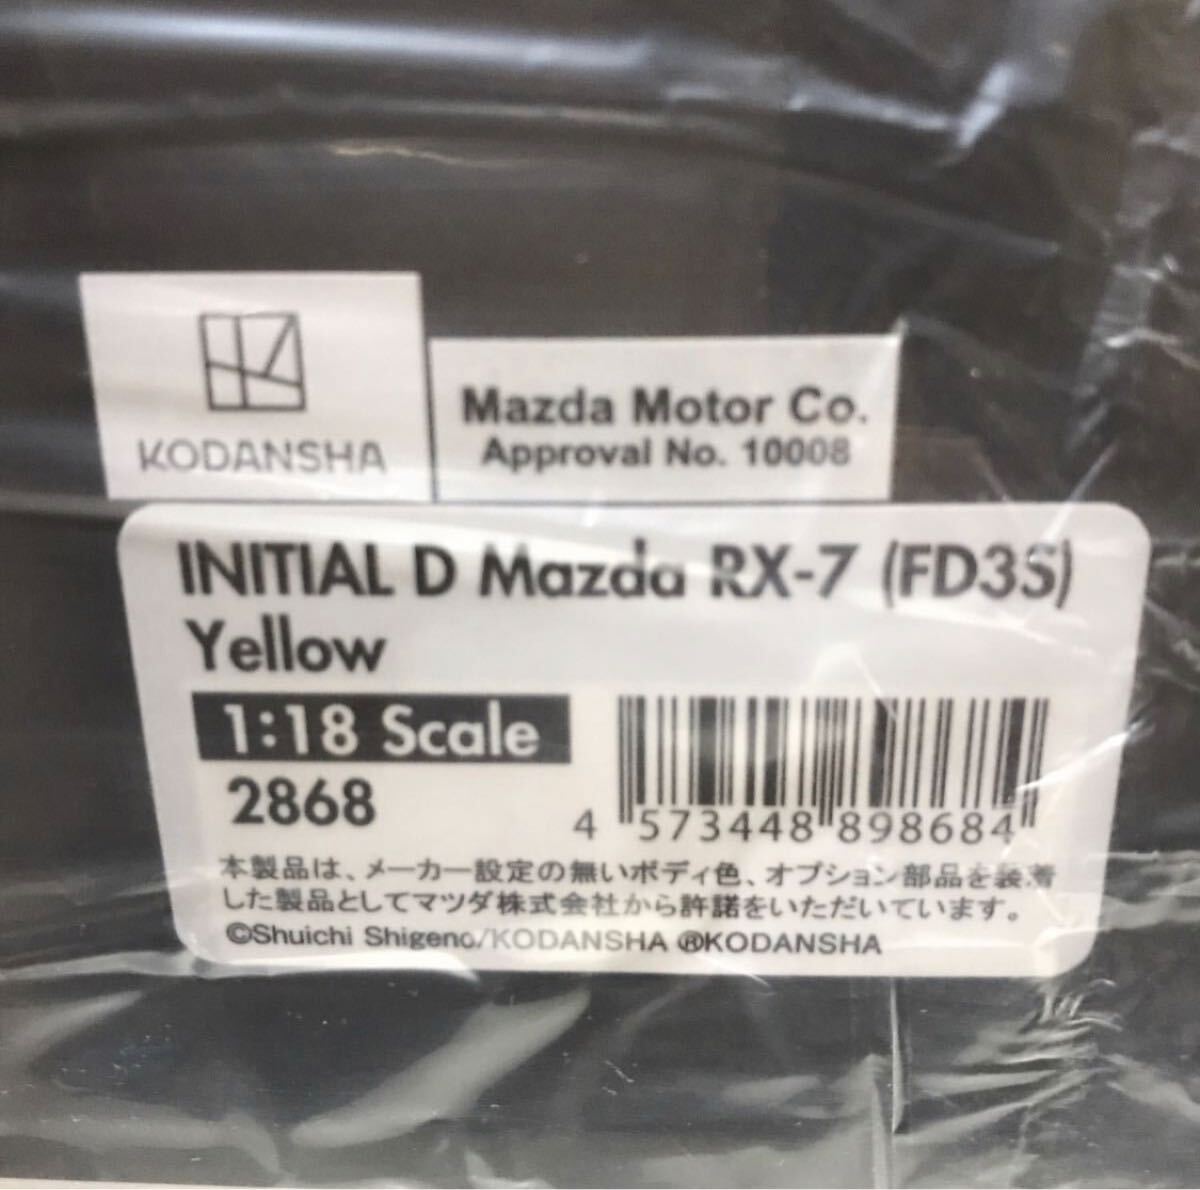 KODANSHA
Mazda Motor Co.
Approval No. 10008
INITIAL D Mazda RX-7 (FD3S)
Yellow
1:18 Scale
2868
4 573448 898684
本製品は、メーカー設定の無いボディ色、オプション部品を装着
した製品としてマツダ株式会社から許諾をいただいています。
©Shuichi Shigeno/KODANSHA ®KODANSHA